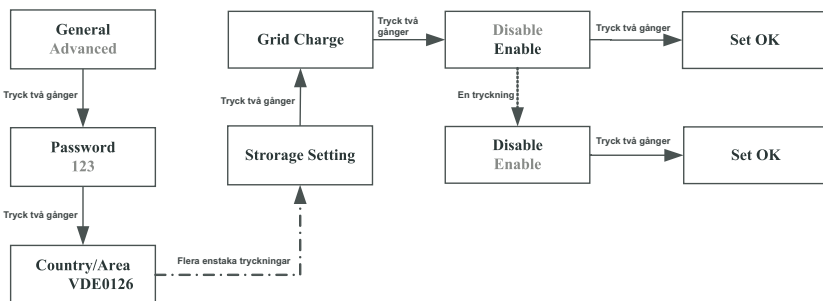 General
Advanced
Tryck två gånger
Password
123
Tryck två gånger
Country/Area
VDE0126
Flera enstaka tryckningar
Strorage Setting
Tryck två gånger
Grid Charge
Tryck två
gånger
Disable
Enable
Tryck två gånger
Set OK
En tryckning
Disable
Enable
Tryck två gånger
Set OK